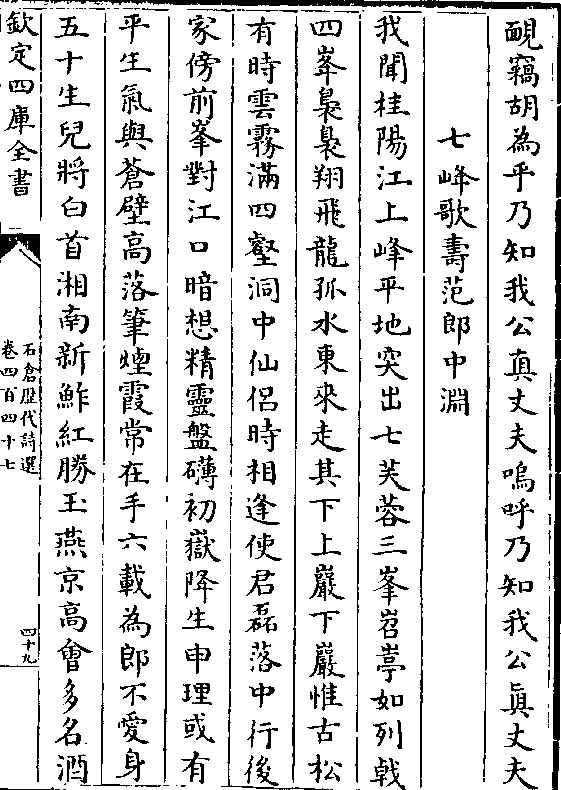 覥竊胡為乎乃知我公真丈夫嗚呼乃知我公真丈夫
七峰歌壽范郎中淵
我聞桂陽江上峰平地突出七芙蓉三峯岧嵉如列戟
四峯裊裊翔飛龍孤水東來走其下上巖下巖惟古松
有時雲霧滿四壑洞中仙侶時相逢使君磊落中行後
家傍前峯對江口暗想精靈盤礴初嶽降生申理或有
平生氣與蒼壁高落筆煙霞常在手六載為郎不愛身
五十生兒將白首湘南新鮓紅勝玉燕京高會多名酒
欽定四庫全書
石倉歷代詩選
卷四百四十七
四十九